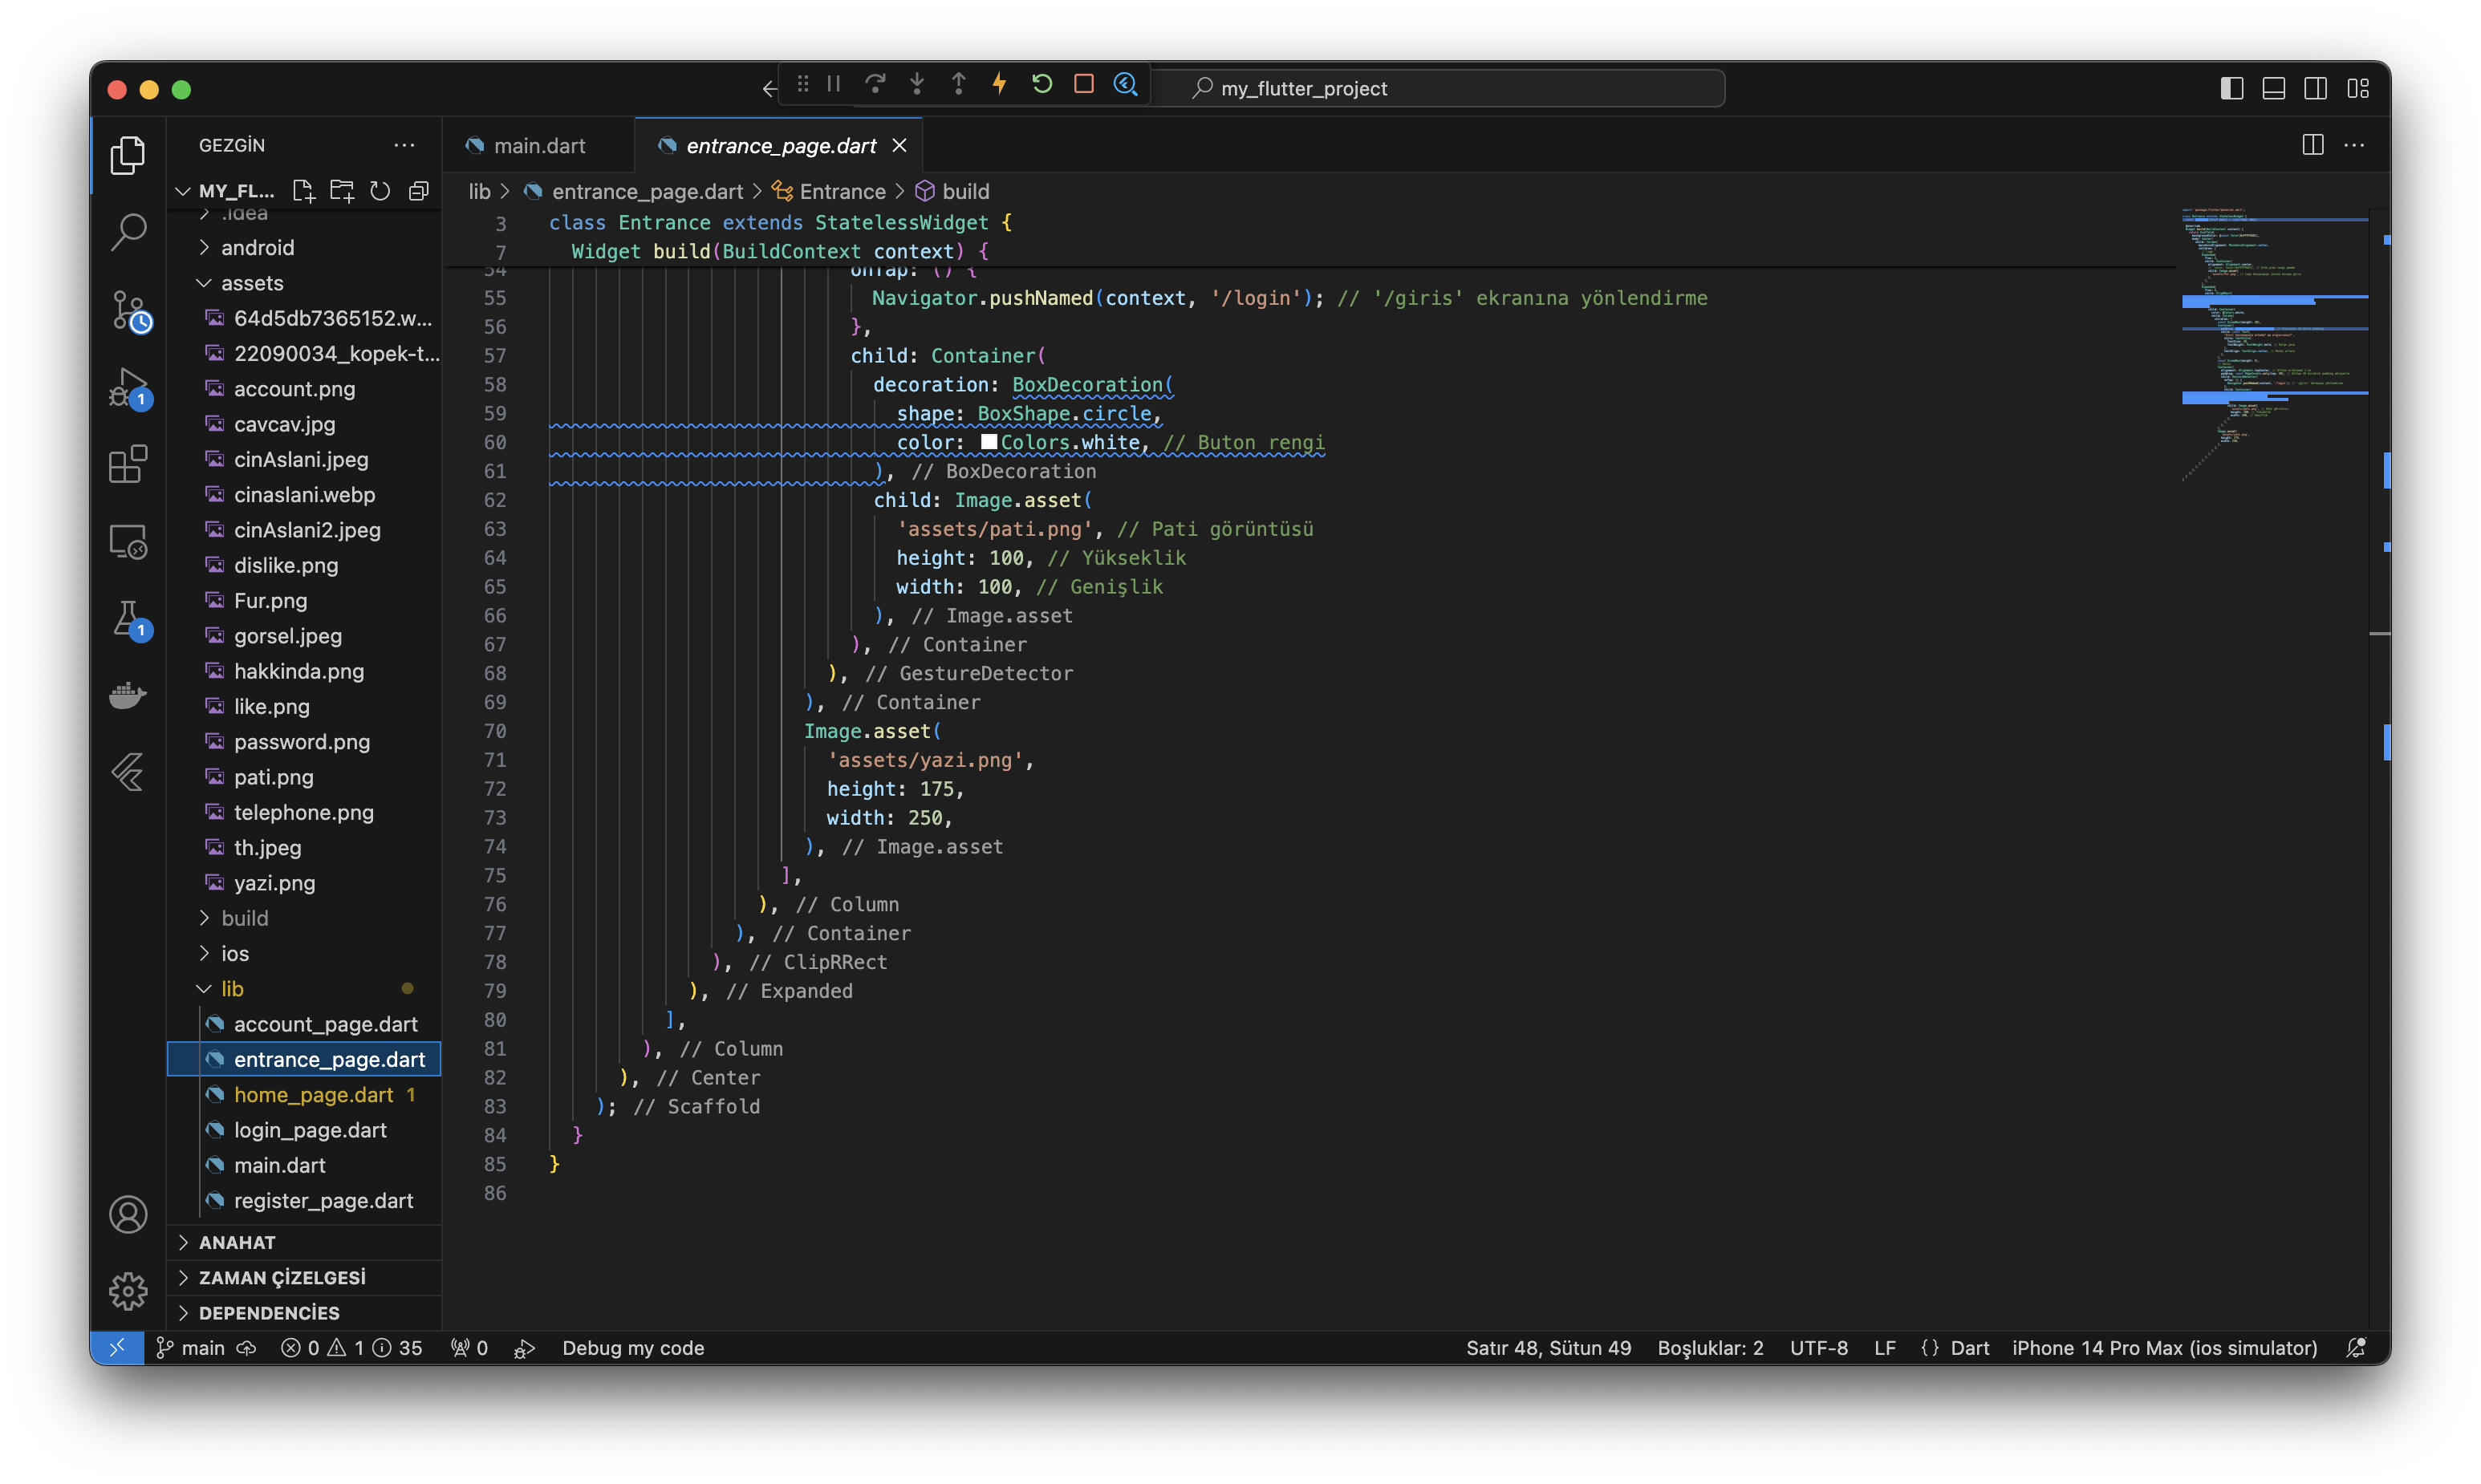 my_flutter_project
GEZGİN
main.dart
entrance_page.dart
MY_FL...
lib > entrance_page.dart > Entrance > build
.idea
android
assets
64d5db7365152.w...
22090034_kopek-t...
account.png
cavcav.jpg
cinAslani.jpeg
cinaslani.webp
cinAslani2.jpeg
dislike.png
Fur.png
gorsel.jpeg
hakkinda.png
like.png
password.png
pati.png
telephone.png
th.jpeg
yazi.png
build
ios
lib
account_page.dart
entrance_page.dart
home_page.dart 1
login_page.dart
main.dart
register_page.dart
ANAHAT
ZAMAN ÇİZELGESİ
DEPENDENCİES
1
1
3 class Entrance extends StatelessWidget {
7 Widget build(BuildContext context) {
54 onTap: () {
55 Navigator.pushNamed(context, '/login'); // '/giris' ekranına yönlendirme
56 },
57 child: Container(
58 decoration: BoxDecoration(
59 shape: BoxShape.circle,
60 color: Colors.white, // Buton rengi
61 ), // BoxDecoration
62 child: Image.asset(
63 'assets/pati.png', // Pati görüntüsü
64 height: 100, // Yükseklik
65 width: 100, // Genişlik
66 ), // Image.asset
67 ), // Container
68 ), // GestureDetector
69 ), // Container
70 Image.asset(
71 'assets/yazi.png',
72 height: 175,
73 width: 250,
74 ), // Image.asset
75 ],
76 ), // Column
77 ), // Container
78 ), // ClipRRect
79 ), // Expanded
80 ],
81 ), // Column
82 ), // Center
83 ); // Scaffold
84 }
85 }
86
main 0 1 35 0 Debug my code Satır 48, Sütun 49 Boşluklar: 2 UTF-8 LF {} Dart iPhone 14 Pro Max (ios simulator)